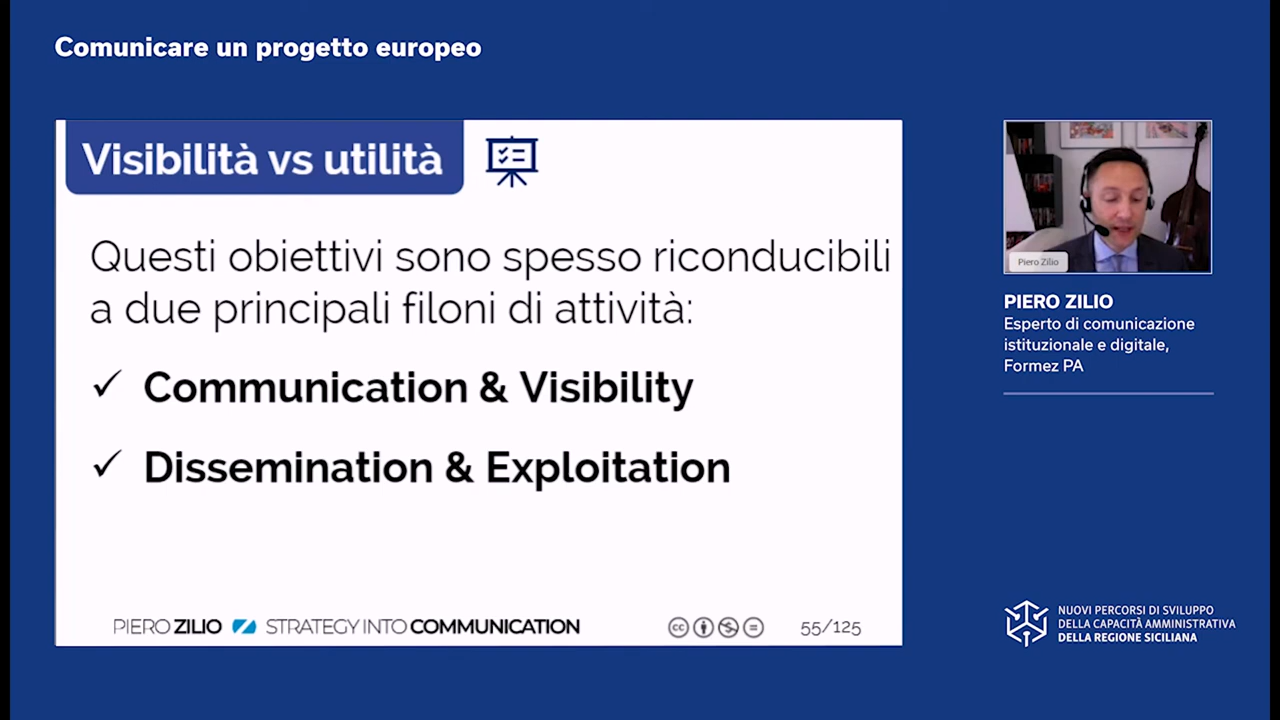 Comunicare un progetto europeo
Visibilità vs utilità
Questi obiettivi sono spesso riconducibili
a due principali filoni di attività:
✓ Communication & Visibility
✓ Dissemination & Exploitation
PIERO ZILIO STRATEGY INTO COMMUNICATION
cc
55/125
Piero Zilio
PIERO ZILIO
Esperto di comunicazione
istituzionale e digitale,
Formez PA
NUOVI PERCORSI DI SVILUPPO
DELLA CAPACITÀ AMMINISTRATIVA
DELLA REGIONE SICILIANA